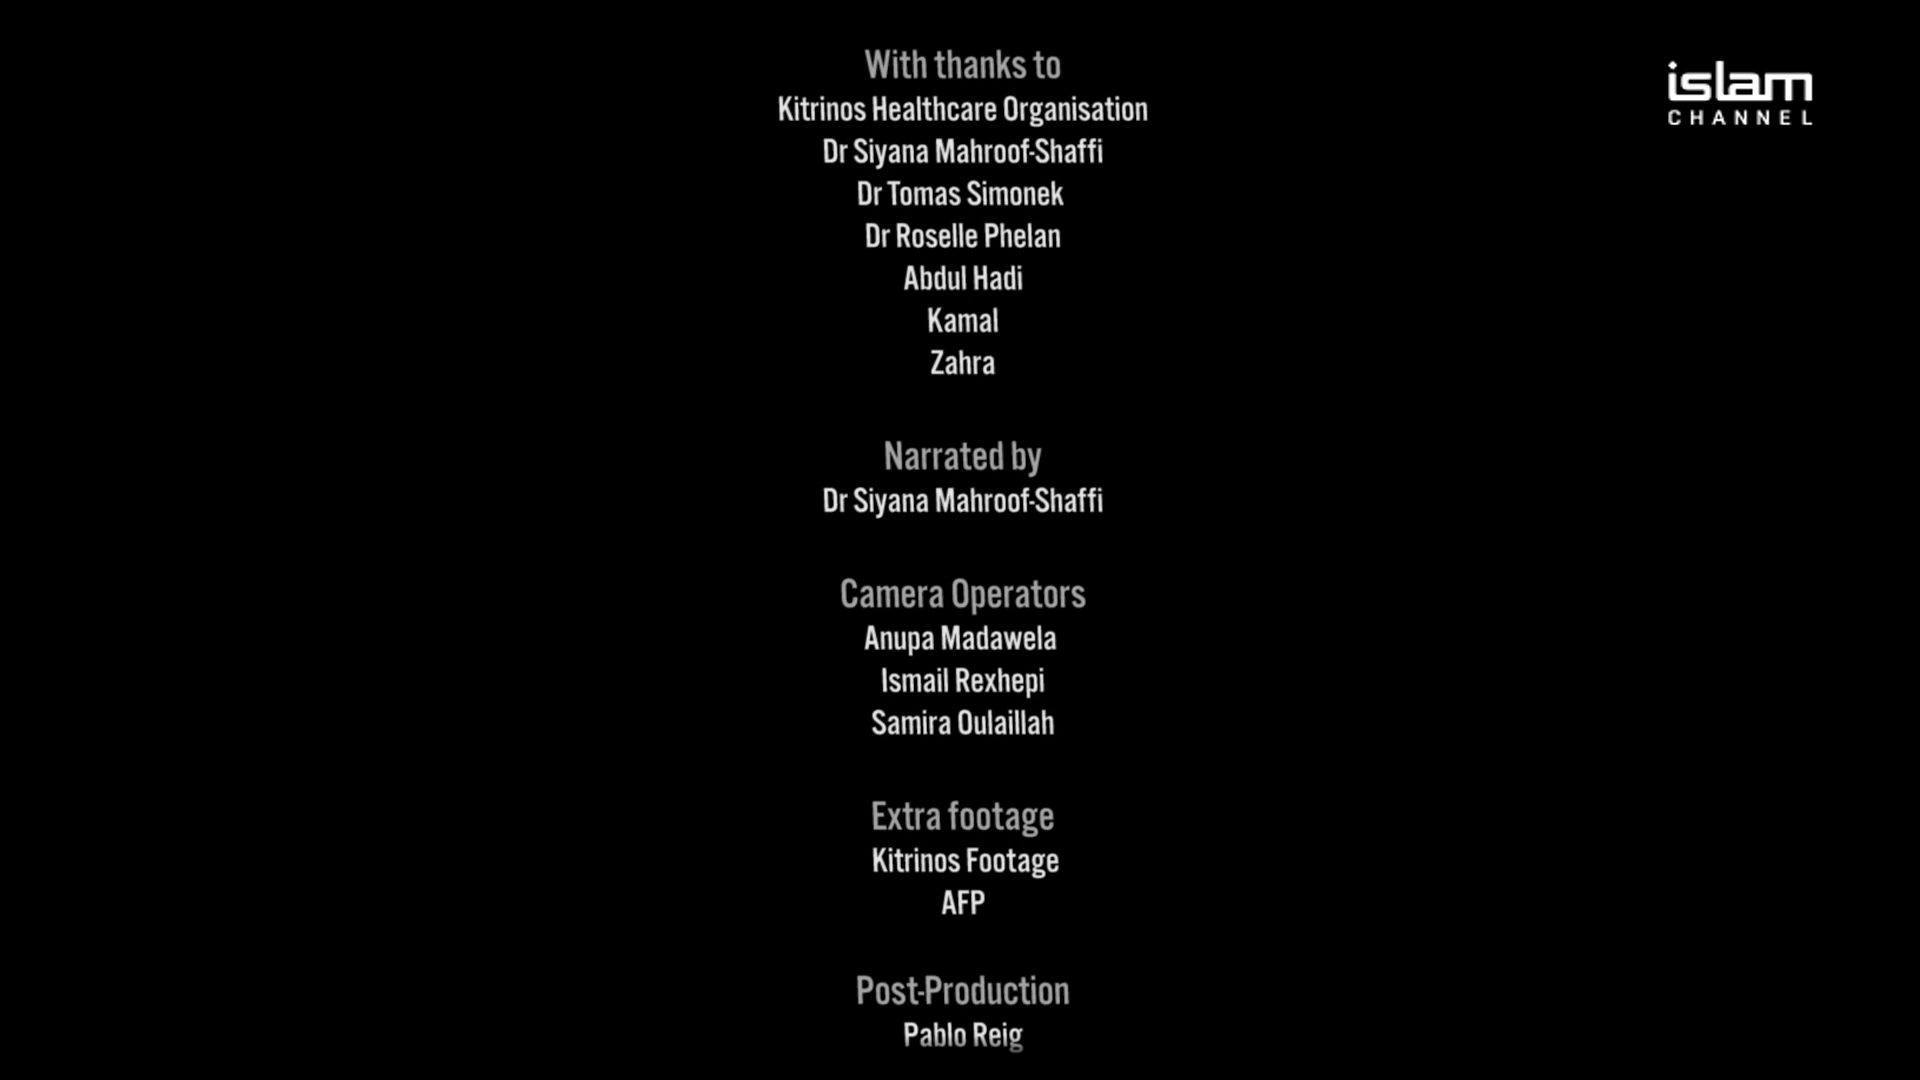 With thanks to
Kitrinos Healthcare Organisation
Dr Siyana Mahroof-Shaffi
Dr Tomas Simonek
Dr Roselle Phelan
Abdul Hadi
Kamal
Zahra
Narrated by
Dr Siyana Mahroof-Shaffi
Camera Operators
Anupa Madawela
Ismail Rexhepi
Samira Oulaillah
Extra footage
Kitrinos Footage
AFP
Post-Production
Pablo Reig
islam
CHANNEL